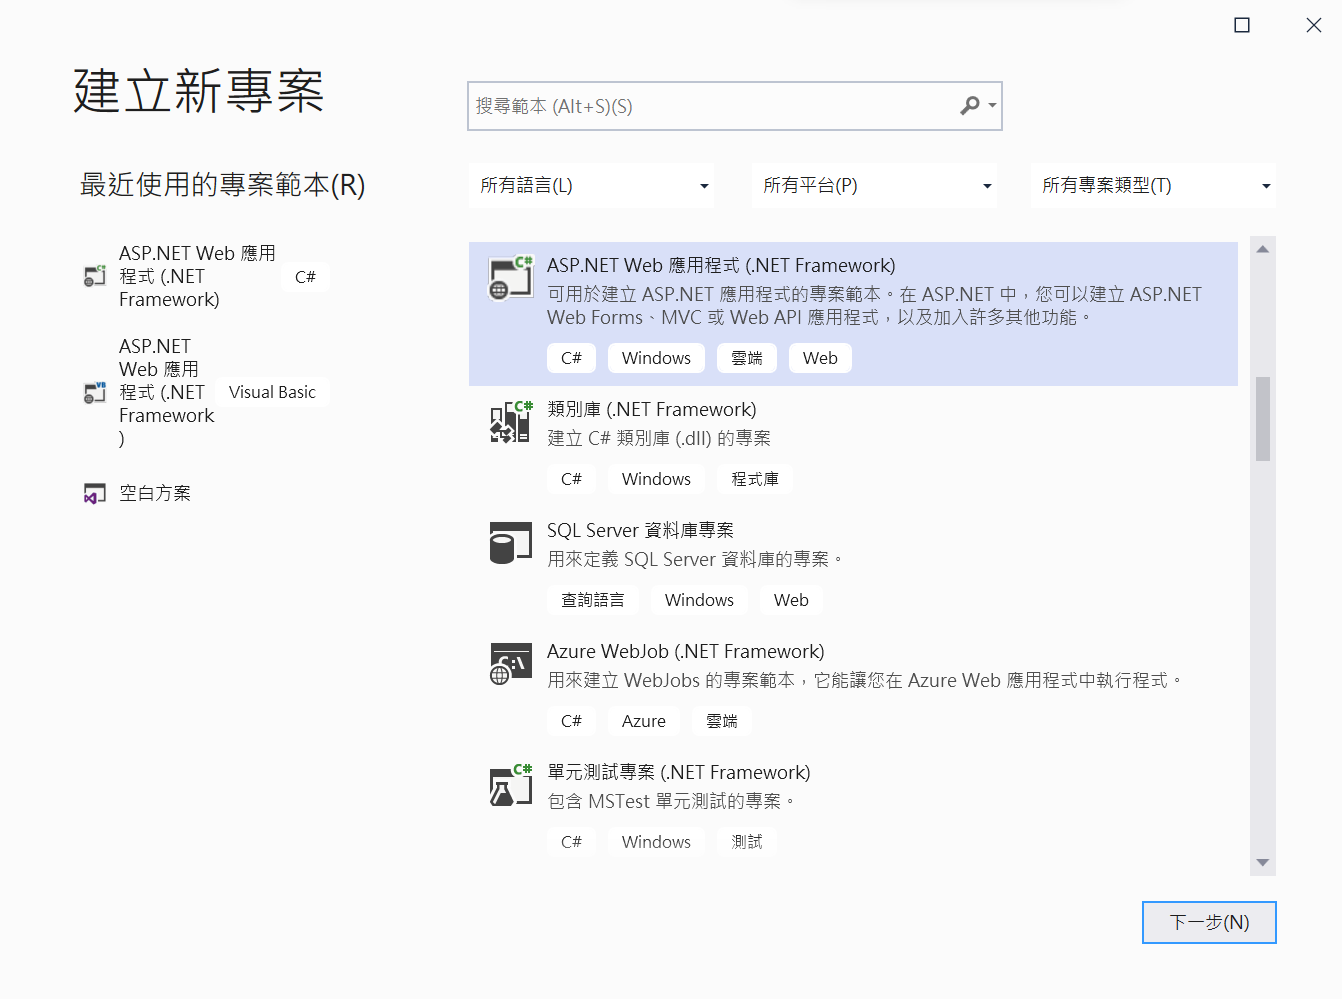 建立新專案
搜尋範本 (Alt+S)(S)
最近使用的專案範本(R)
所有語言(L)
所有平台(P)
所有專案類型(T)
ASP.NET Web 應用
程式 (.NET
Framework)
C#
ASP.NET
Web 應用
程式 (.NET
Framework
)
Visual Basic
空白方案
C#
ASP.NET Web 應用程式 (.NET Framework)
可用於建立 ASP.NET 應用程式的專案範本。在 ASP.NET 中，您可以建立 ASP.NET
Web Forms、MVC 或 Web API 應用程式，以及加入許多其他功能。
C# Windows 雲端 Web
C#
類別庫 (.NET Framework)
建立 C# 類別庫 (.dll) 的專案
C# Windows 程式庫
SQL Server 資料庫專案
用來定義 SQL Server 資料庫的專案。
查詢語言 Windows Web
Azure WebJob (.NET Framework)
用來建立 WebJobs 的專案範本，它能讓您在 Azure Web 應用程式中執行程式。
C# Azure 雲端
C#
單元測試專案 (.NET Framework)
包含 MSTest 單元測試的專案。
C# Windows 測試
下一步(N)